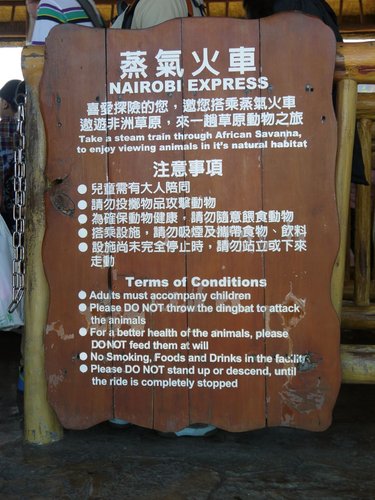 蒸氣火車
NAIROBI EXPRESS
喜愛探險的您，邀您搭乘蒸氣火車
遨遊非洲草原，來一趟草原動物之旅
Take a steam train through African Savanna,
to enjoy viewing animals in it's natural habitat
注意事項
● 兒童需有大人陪同
● 請勿投擲物品攻擊動物
● 為確保動物健康，請勿隨意餵食動物
● 搭乘設施，請勿吸煙及攜帶食物、飲料
● 設施尚未完全停止時，請勿站立或下來
走動
Terms of Conditions
● Adults must accompany children
● Please DO NOT throw the dingbat to attack
the animals
● For a better health of the animals, please
DO NOT feed them at will
● No Smoking, Foods and Drinks in the facility
● Please DO NOT stand up or descend, until
the ride is completely stopped